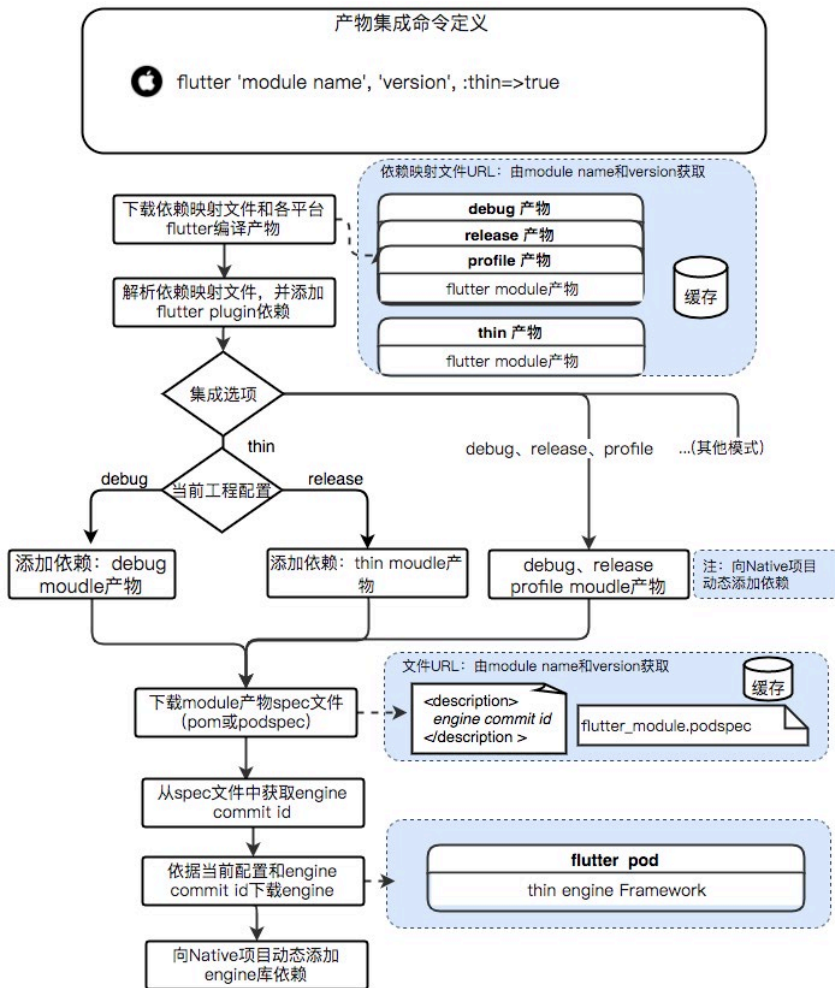 产物集成命令定义
flutter 'module name', 'version', :thin=>true
依赖映射文件URL：由module name和version获取
下载依赖映射文件和各平台
flutter编译产物
debug 产物
release 产物
profile 产物
flutter module产物
缓存
解析依赖映射文件，并添加
flutter plugin依赖
thin 产物
flutter module产物
集成选项
thin
debug、release、profile
...(其他模式)
debug
当前工程配置
release
添加依赖：debug
moudle产物
添加依赖：thin moudle产
物
debug、release
profile moudle产物
注：向Native项目
动态添加依赖
文件URL：由module name和version获取
缓存
下载module产物spec文件
(pom或podspec)
<description>
engine commit id
</description >
flutter_module.podspec
从spec文件中获取engine
commit id
依据当前配置和engine
commit id下载engine
flutter pod
thin engine Framework
向Native项目动态添加
engine库依赖